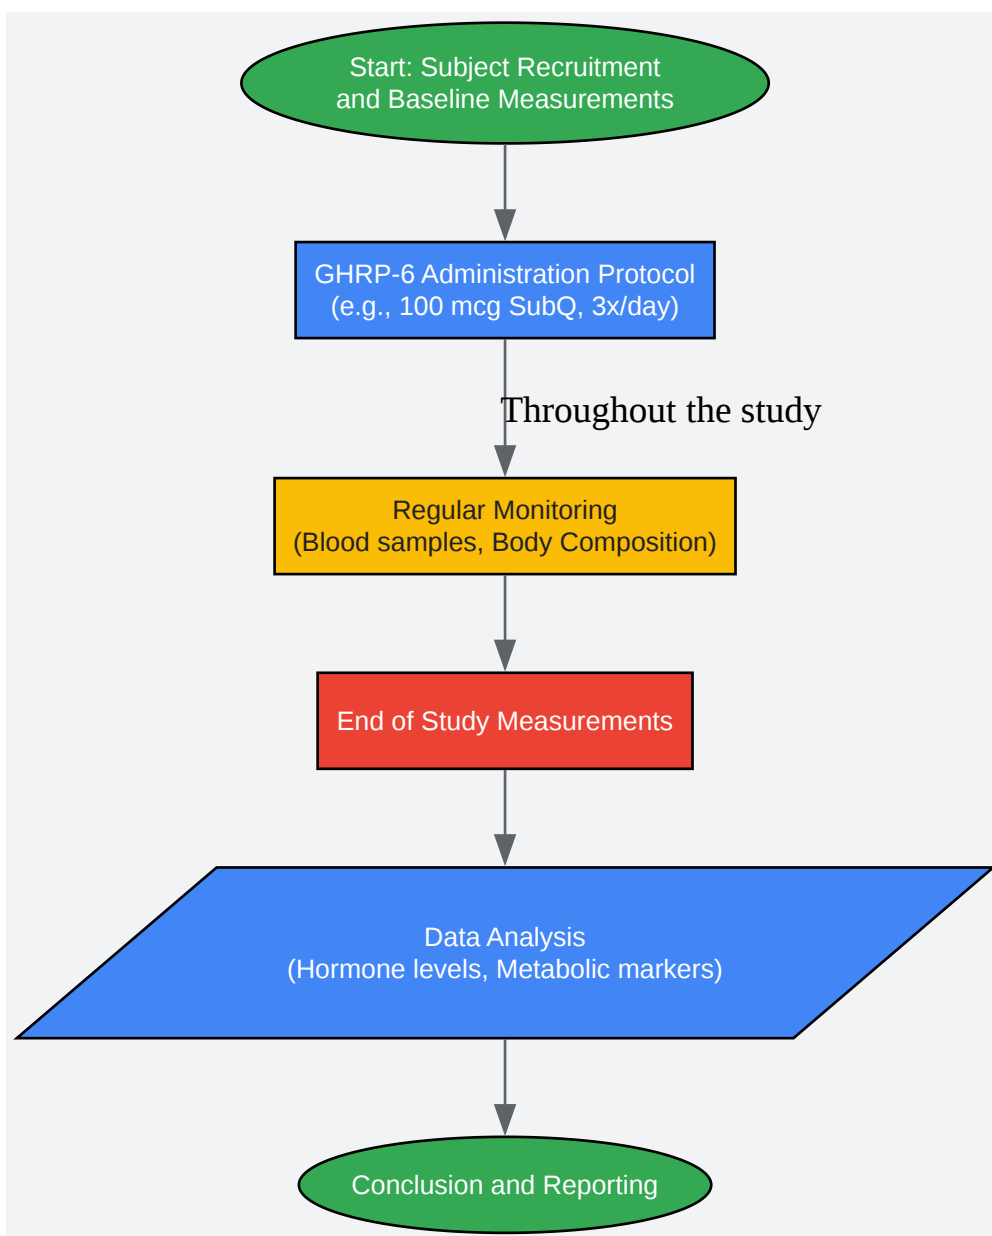 Start: Subject Recruitment
and Baseline Measurements
GHRP-6 Administration Protocol
(e.g., 100 mcg SubQ, 3x/day)
Throughout the study
Regular Monitoring
(Blood samples, Body Composition)
End of Study Measurements
Data Analysis
(Hormone levels, Metabolic markers)
Conclusion and Reporting